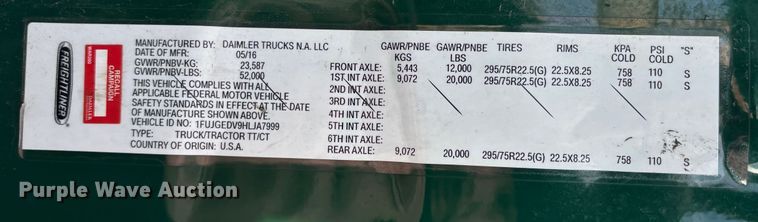 FREIGHTLINER
RECALL CAMPAIGN
MANUFACTURED BY: DAIMLER TRUCKS N.A. LLC
DATE OF MFR: 05/16
GVWR/PNBV-KG: 23,587
GVWR/PNBV-LBS: 52,000
THIS VEHICLE COMPLIES WITH ALL
APPLICABLE FEDERAL MOTOR VEHICLE
SAFETY STANDARDS IN EFFECT AT THE DATE
OF MANUFACTURE SHOWN ABOVE.
VEHICLE ID NO: 1FUJGEDV9HLJA7999
TYPE: TRUCK/TRACTOR TT/CT
COUNTRY OF ORIGIN: U.S.A.
GAWR/PNBE KGS GAWR/PNBE LBS TIRES RIMS KPA COLD PSI COLD "S"
FRONT AXLE: 5,443 12,000 295/75R22.5(G) 22.5X8.25 758 110 S
1ST INT AXLE: 9,072 20,000 295/75R22.5(G) 22.5X8.25 758 110 S
2ND INT AXLE:
3RD INT AXLE:
4TH INT AXLE:
5TH INT AXLE:
6TH INT AXLE:
REAR AXLE: 9,072 20,000 295/75R22.5(G) 22.5X8.25 758 110 S
Purple Wave Auction